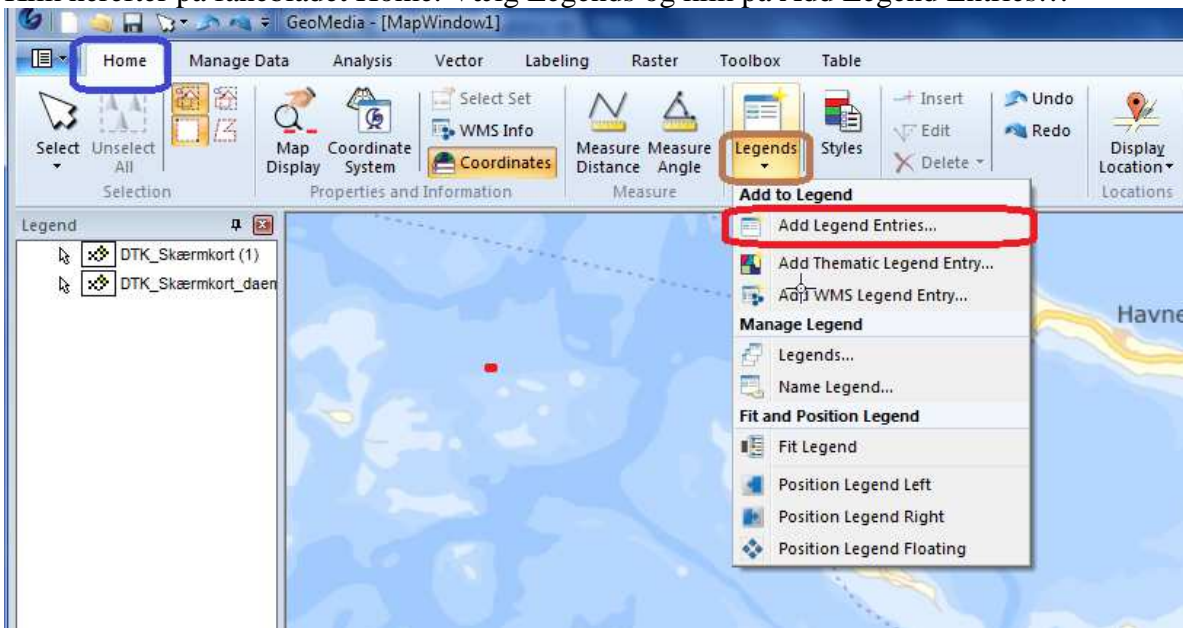 Klik herefter på fanebladet Home. Vælg Legends og klik på Add Legend Entries…
GeoMedia - [MapWindow1]
Home Manage Data Analysis Vector Labeling Raster Toolbox Table
Select Unselect All
Map Display
Coordinate System
Select Set
WMS Info
Coordinates
Measure Distance
Measure Angle
Legends
Styles
Insert
Edit
Delete
Undo
Redo
Display Location
Selection Properties and Information Measure Locations
Add to Legend
Add Legend Entries...
Add Thematic Legend Entry...
Add WMS Legend Entry...
Manage Legend
Legends...
Name Legend...
Fit and Position Legend
Fit Legend
Position Legend Left
Position Legend Right
Position Legend Floating
Legend
DTK_Skærmkort (1)
DTK_Skærmkort_daen
Havne